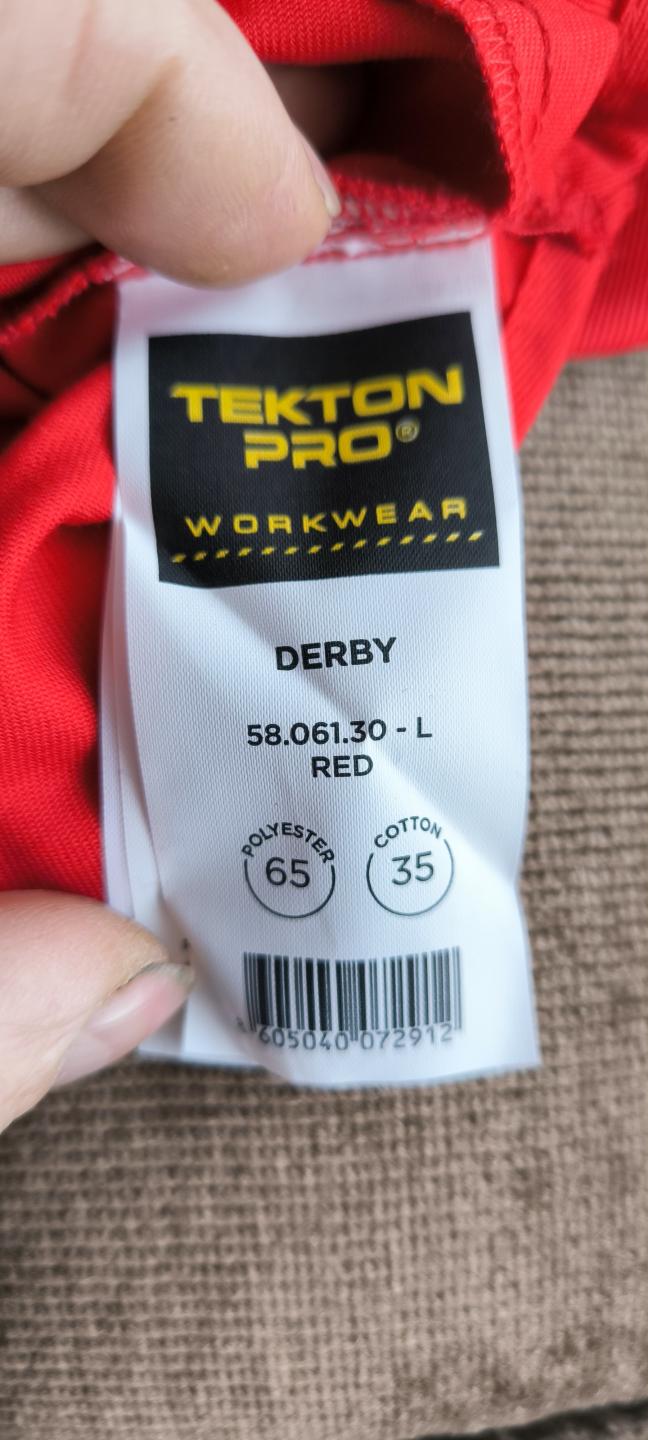 TEKTON
PRO®
WORKWEAR
DERBY
58.061.30 - L
RED
POLYESTER
65
COTTON
35
605040 072912